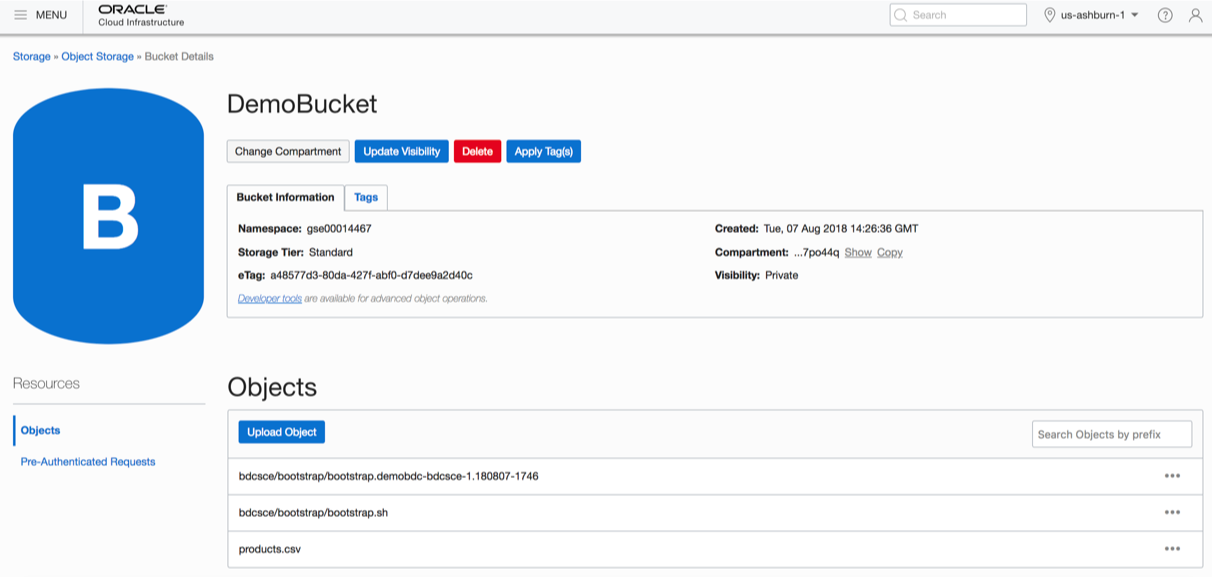 MENU
ORACLE
Cloud Infrastructure
Search
us-ashburn-1
?
Storage » Object Storage » Bucket Details
B
DemoBucket
Change Compartment
Update Visibility
Delete
Apply Tag(s)
Bucket Information
Tags
Namespace: gse00014467
Created: Tue, 07 Aug 2018 14:26:36 GMT
Storage Tier: Standard
Compartment: ...7po44q Show Copy
eTag: a48577d3-80da-427f-abf0-d7dee9a2d40c
Visibility: Private
Developer tools are available for advanced object operations.
Resources
Objects
Pre-Authenticated Requests
Objects
Upload Object
Search Objects by prefix
bdcsce/bootstrap/bootstrap.demobdc-bdcsce-1.180807-1746
bdcsce/bootstrap/bootstrap.sh
products.csv